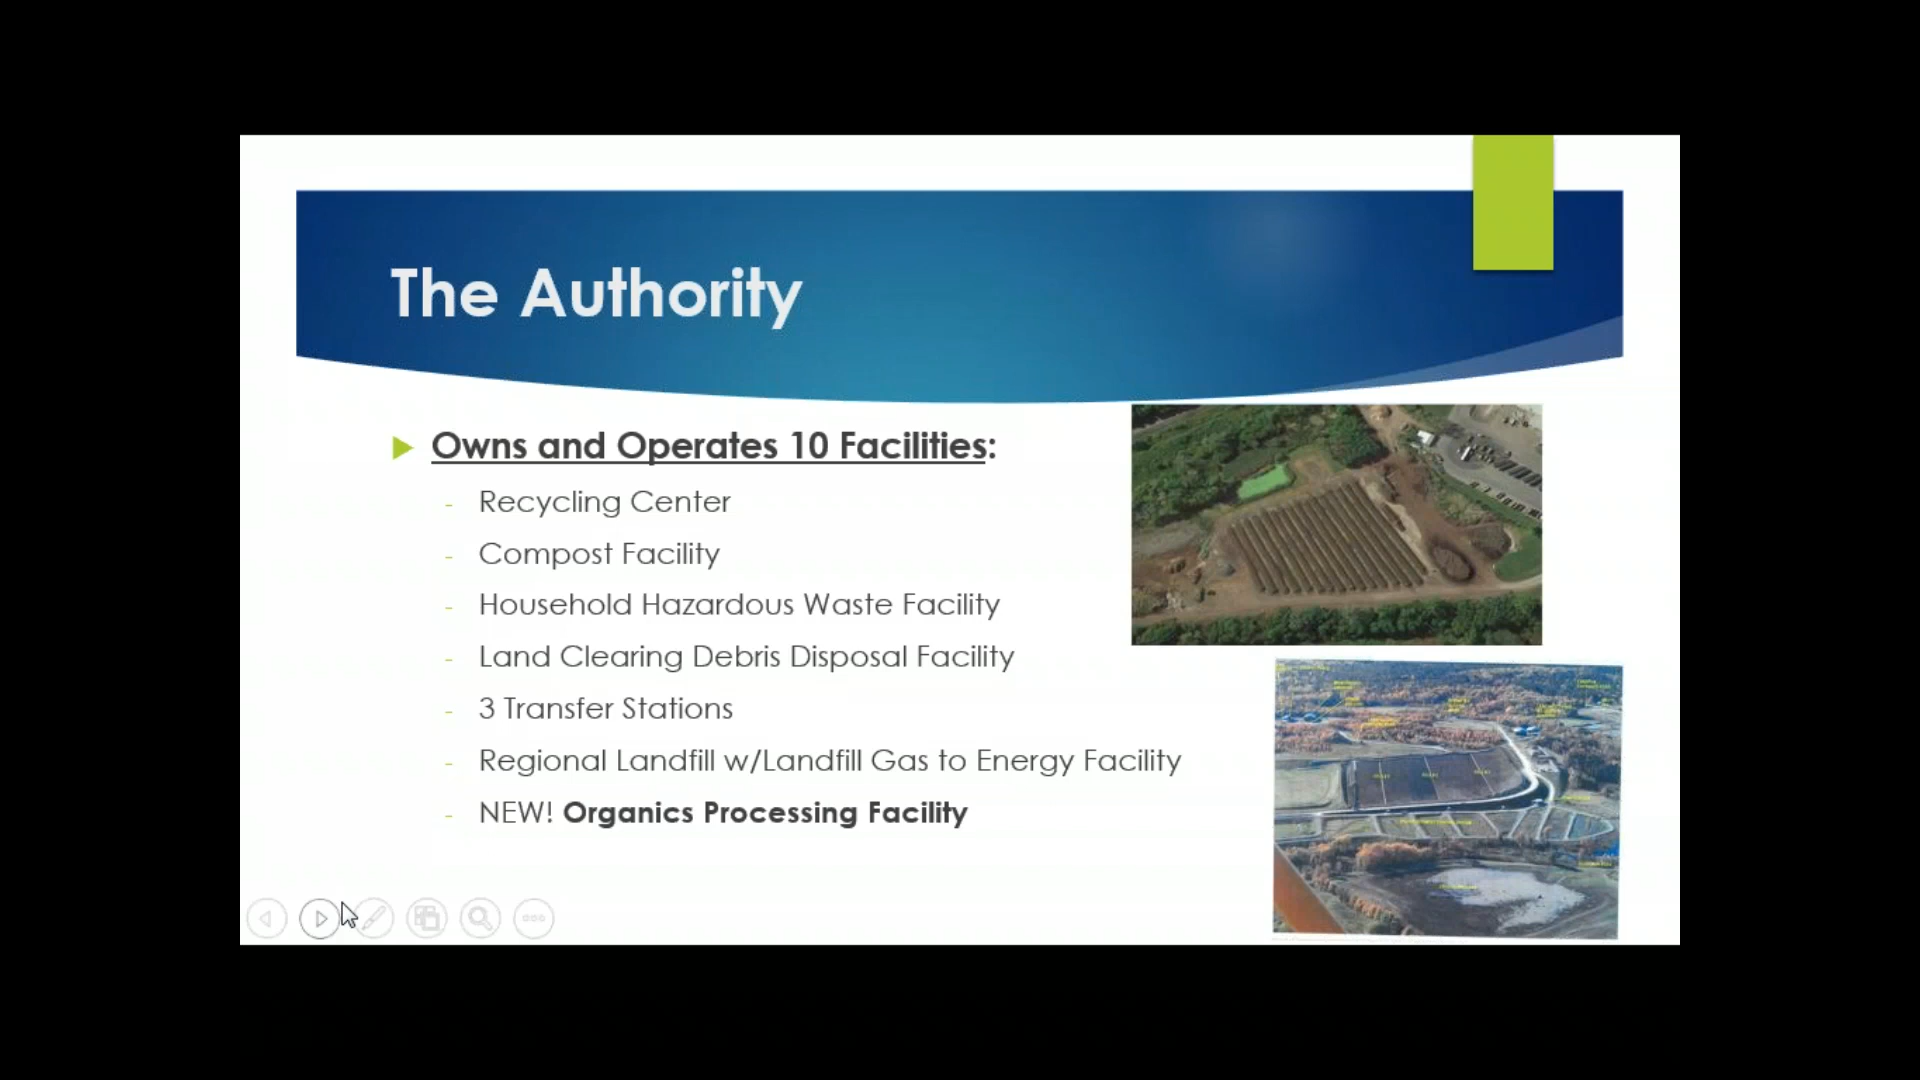 The Authority
Owns and Operates 10 Facilities:
- Recycling Center
- Compost Facility
- Household Hazardous Waste Facility
- Land Clearing Debris Disposal Facility
- 3 Transfer Stations
- Regional Landfill w/Landfill Gas to Energy Facility
- NEW! Organics Processing Facility